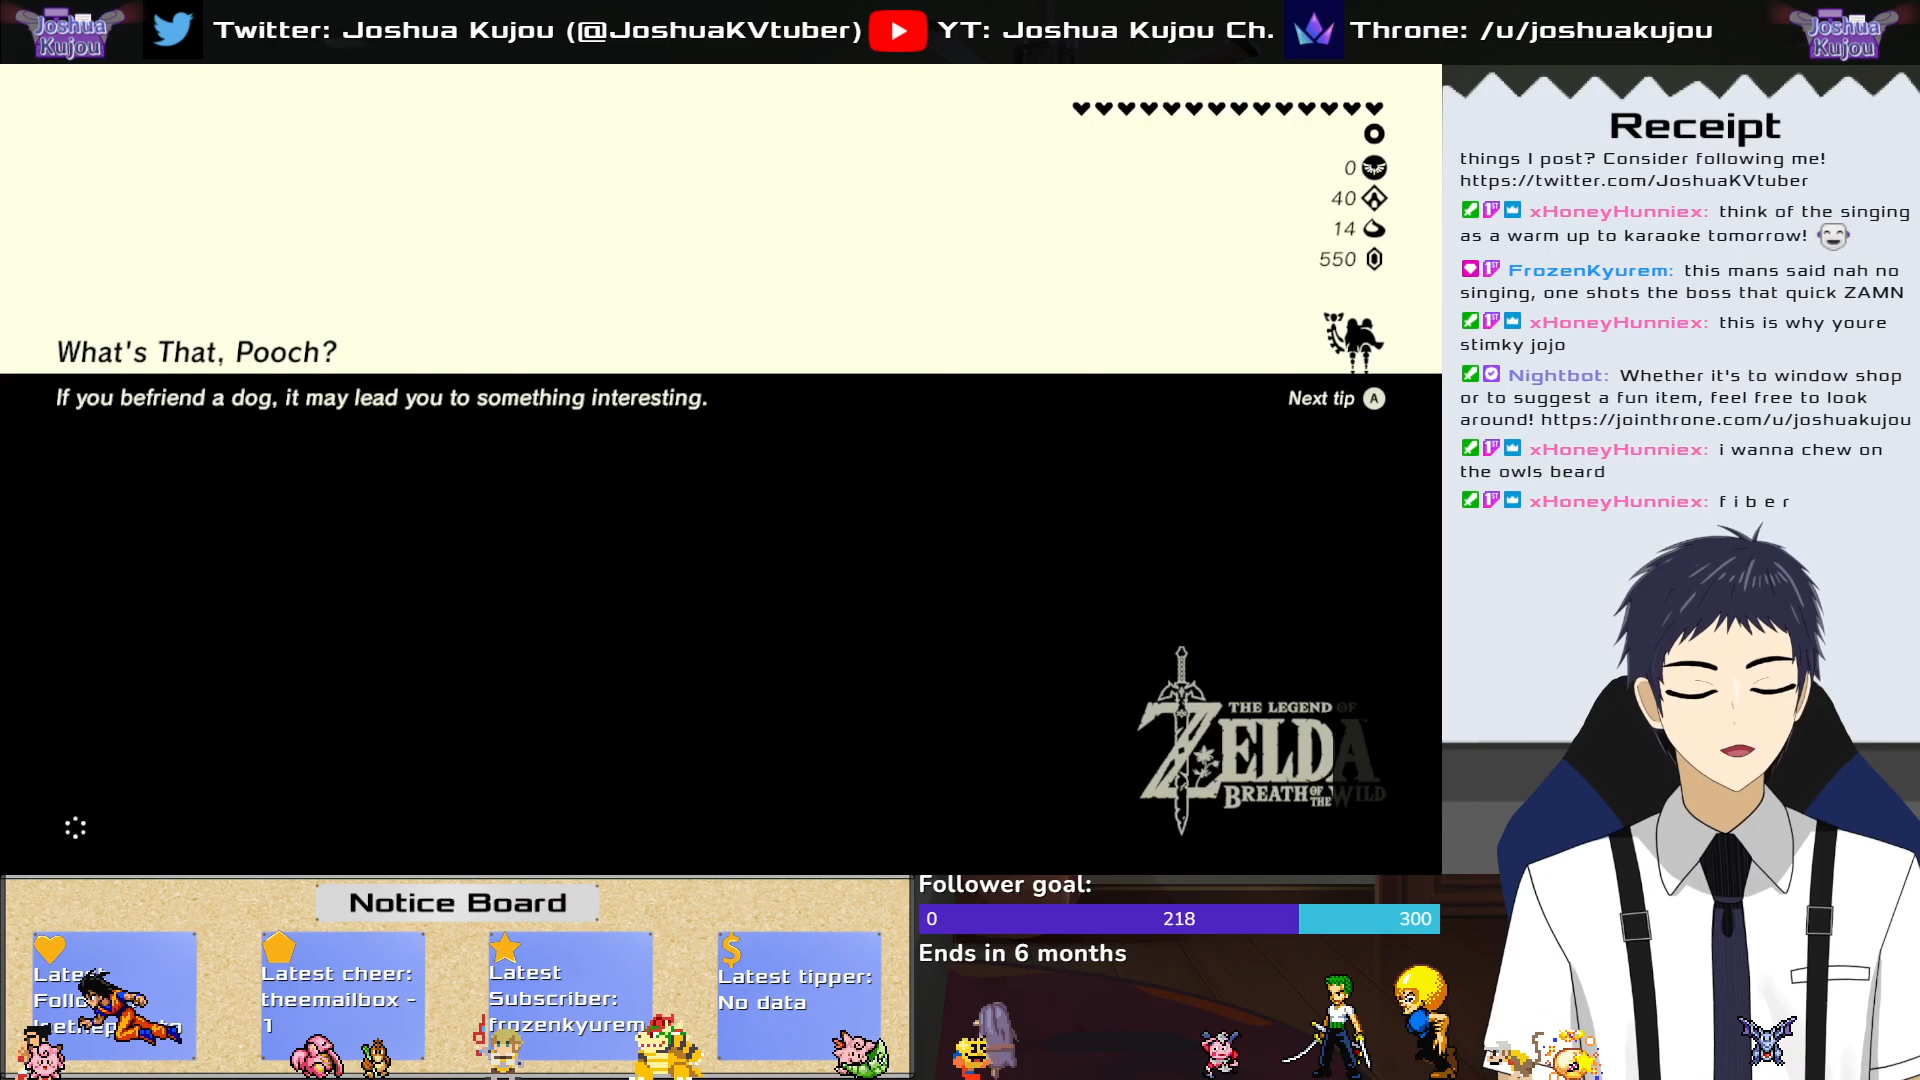 Joshua Kujou
Twitter: Joshua Kujou (@JoshuaKVtuber)
YT: Joshua Kujou Ch.
Throne: /u/joshuakujou
Joshua Kujou
0
40
14
550
What's That, Pooch?
If you befriend a dog, it may lead you to something interesting.
Next tip A
THE LEGEND OF
ZELDA
BREATH OF THE WILD
Receipt
things I post? Consider following me!
https://twitter.com/JoshuaKVtuber
xHoneyHunniex: think of the singing
as a warm up to karaoke tomorrow!
FrozenKyurem: this mans said nah no
singing, one shots the boss that quick ZAMN
xHoneyHunniex: this is why youre
stimky jojo
Nightbot: Whether it's to window shop
or to suggest a fun item, feel free to look
around! https://jointhrone.com/u/joshuakujou
xHoneyHunniex: i wanna chew on
the owls beard
xHoneyHunniex: f i b e r
Notice Board
Latest cheer:
theemailbox -
1
Latest
Subscriber:
frozenkyurem
Latest tipper:
No data
Follower goal:
0 218 300
Ends in 6 months